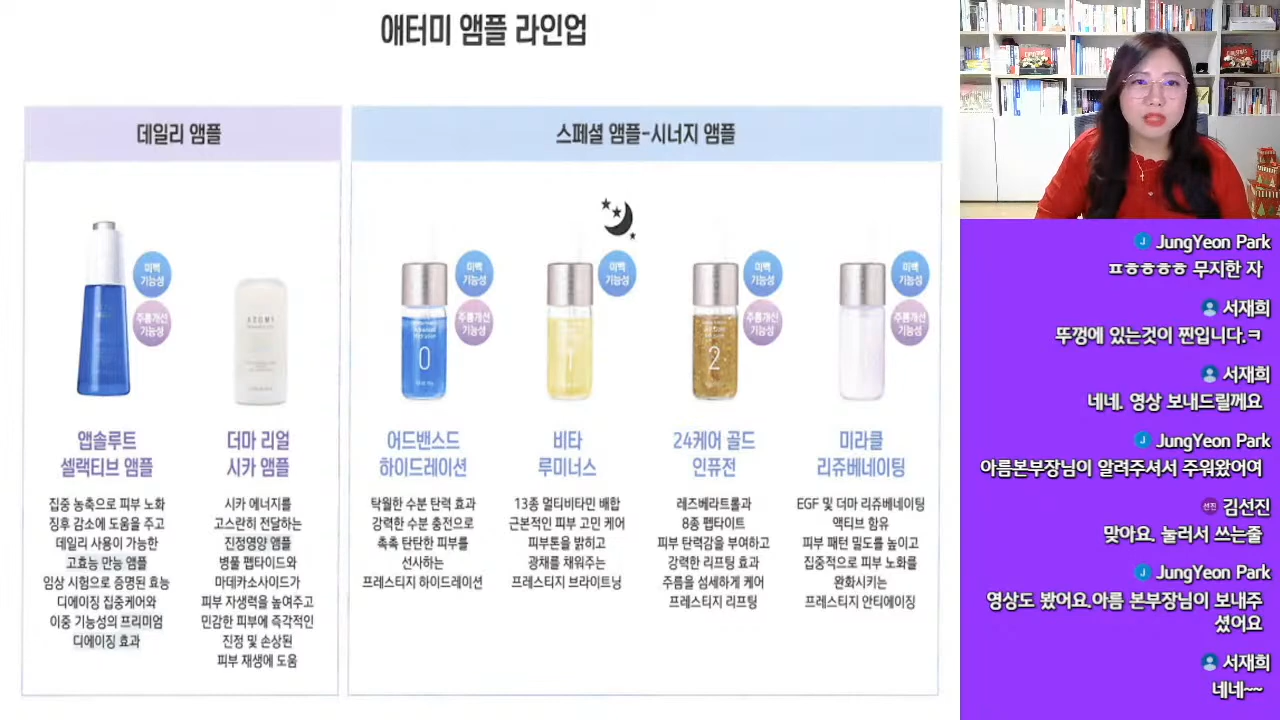 애터미 앰플 라인업
데일리 앰플
스페셜 앰플-시너지 앰플
미백
기능성
주름개선
기능성
ATOMY
미백
기능성
주름개선
기능성
0
미백
기능성
1
미백
기능성
주름개선
기능성
2
미백
기능성
주름개선
기능성
앱솔루트
셀랙티브 앰플
집중 농축으로 피부 노화
징후 감소에 도움을 주고
데일리 사용이 가능한
고효능 만능 앰플
임상 시험으로 증명된 효능
디에이징 집중케어와
이중 기능성의 프리미엄
디에이징 효과
더마 리얼
시카 앰플
시카 에너지를
고스란히 전달하는
진정영양 앰플
병풀 펩타이드와
마데카소사이드가
피부 자생력을 높여주고
민감한 피부에 즉각적인
진정 및 손상된
피부 재생에 도움
어드밴스드
하이드레이션
탁월한 수분 탄력 효과
강력한 수분 충전으로
촉촉 탄탄한 피부를
선사하는
프레스티지 하이드레이션
비타
루미너스
13종 멀티비타민 배합
근본적인 피부 고민 케어
피부톤을 밝히고
광채를 채워주는
프레스티지 브라이트닝
24케어 골드
인퓨전
레즈베라트롤과
8종 펩타이트
피부 탄력감을 부여하고
강력한 리프팅 효과
주름을 섬세하게 케어
프레스티지 리프팅
미라클
리쥬베네이팅
EGF 및 더마 리쥬베네이팅
액티브 함유
피부 패턴 밀도를 높이고
집중적으로 피부 노화를
완화시키는
프레스티지 안티에이징
J JungYeon Park
ㅍㅎㅎㅎㅎ 무지한 자
서재희
뚜껑에 있는것이 찐입니다.ㅋ
서재희
네네. 영상 보내드릴께요
J JungYeon Park
아름본부장님이 알려주셔서 주워왔어여
선진 김선진
맞아요. 눌러서 쓰는줄
J JungYeon Park
영상도 봤어요.아름 본부장님이 보내주
셨어요
서재희
네네~~